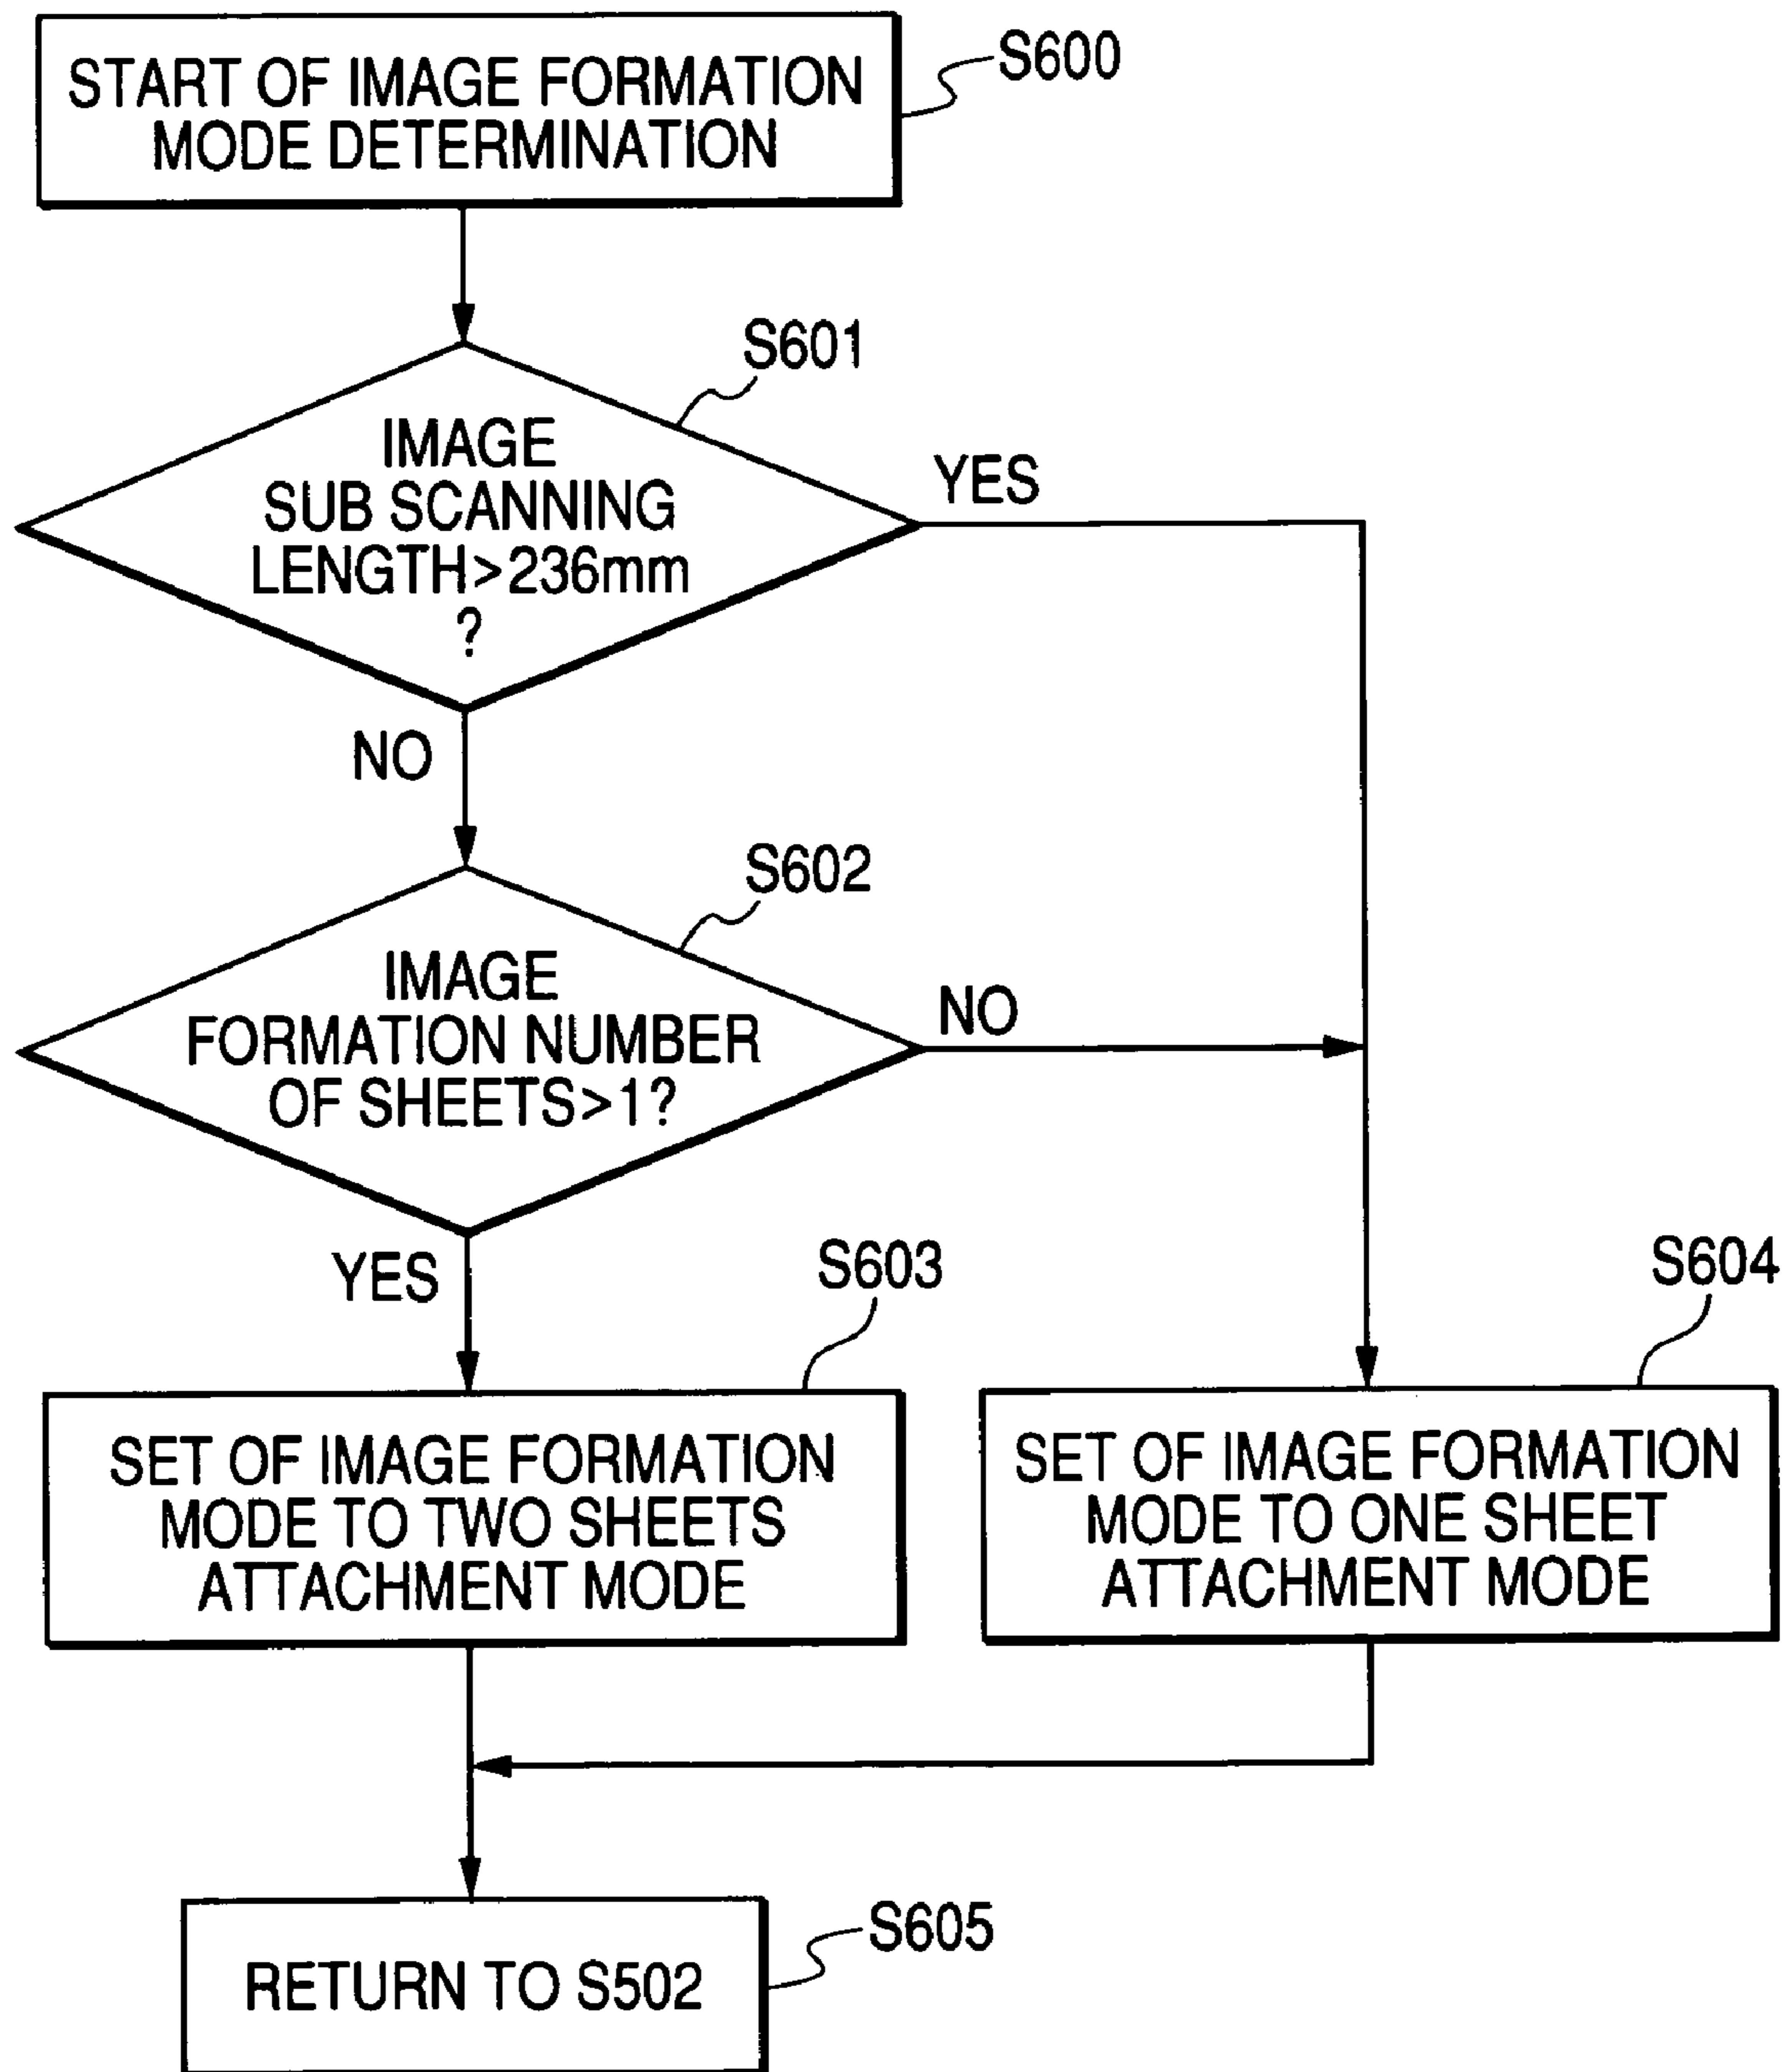 START OF IMAGE FORMATION
MODE DETERMINATION
S600
S601
IMAGE
SUB SCANNING
LENGTH>236mm
?
YES
NO
S602
IMAGE
FORMATION NUMBER
OF SHEETS>1?
NO
YES
S603
SET OF IMAGE FORMATION
MODE TO TWO SHEETS
ATTACHMENT MODE
S604
SET OF IMAGE FORMATION
MODE TO ONE SHEET
ATTACHMENT MODE
RETURN TO S502
S605